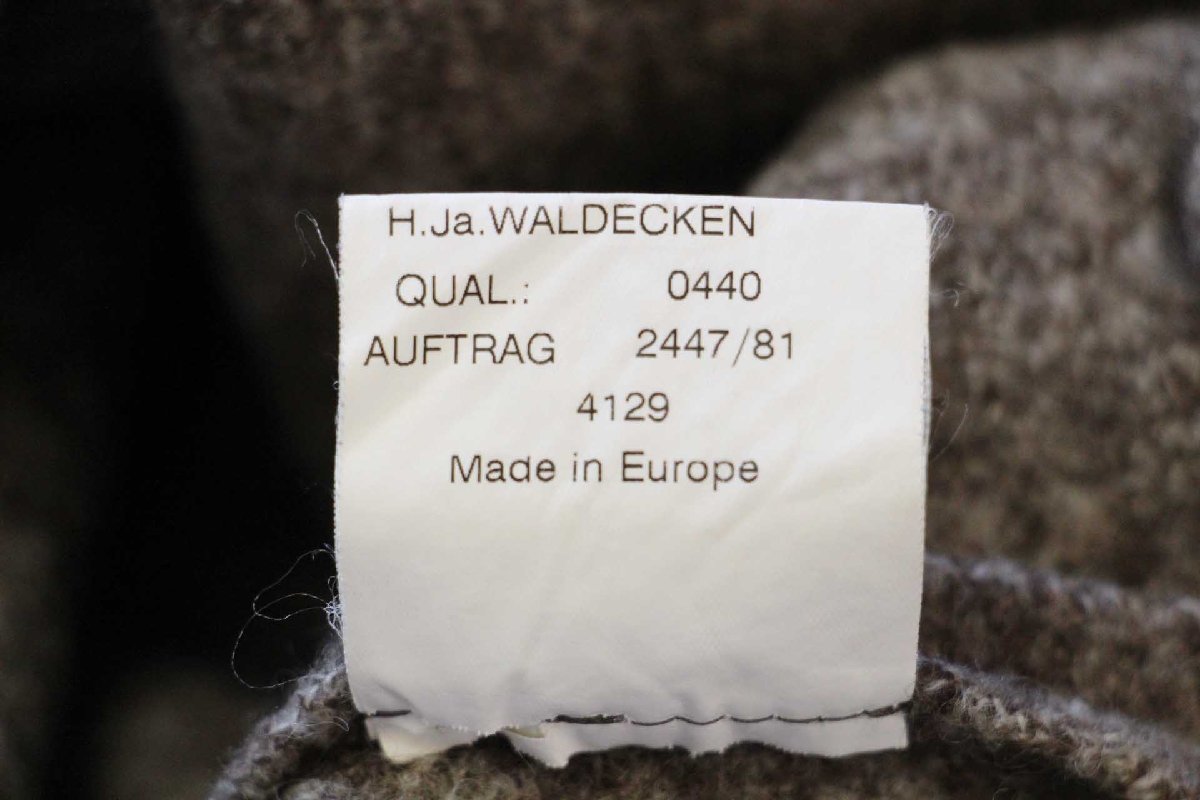 H.Ja.WALDECKEN
QUAL.: 0440
AUFTRAG 2447/81
4129
Made in Europe